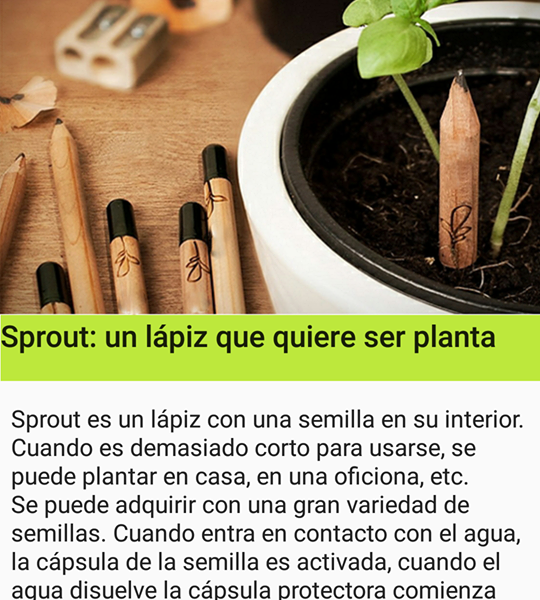 Sprout: un lápiz que quiere ser planta
Sprout es un lápiz con una semilla en su interior.
Cuando es demasiado corto para usarse, se
puede plantar en casa, en una oficiona, etc.
Se puede adquirir con una gran variedad de
semillas. Cuando entra en contacto con el agua,
la cápsula de la semilla es activada, cuando el
agua disuelve la cápsula protectora comienza